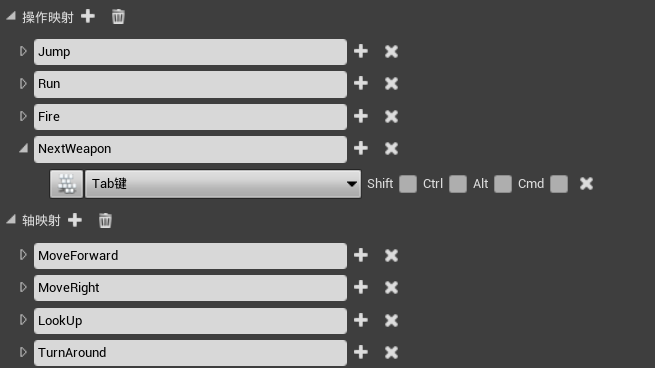 操作映射
Jump
Run
Fire
NextWeapon
Tab键 Shift Ctrl Alt Cmd
轴映射
MoveForward
MoveRight
LookUp
TurnAround